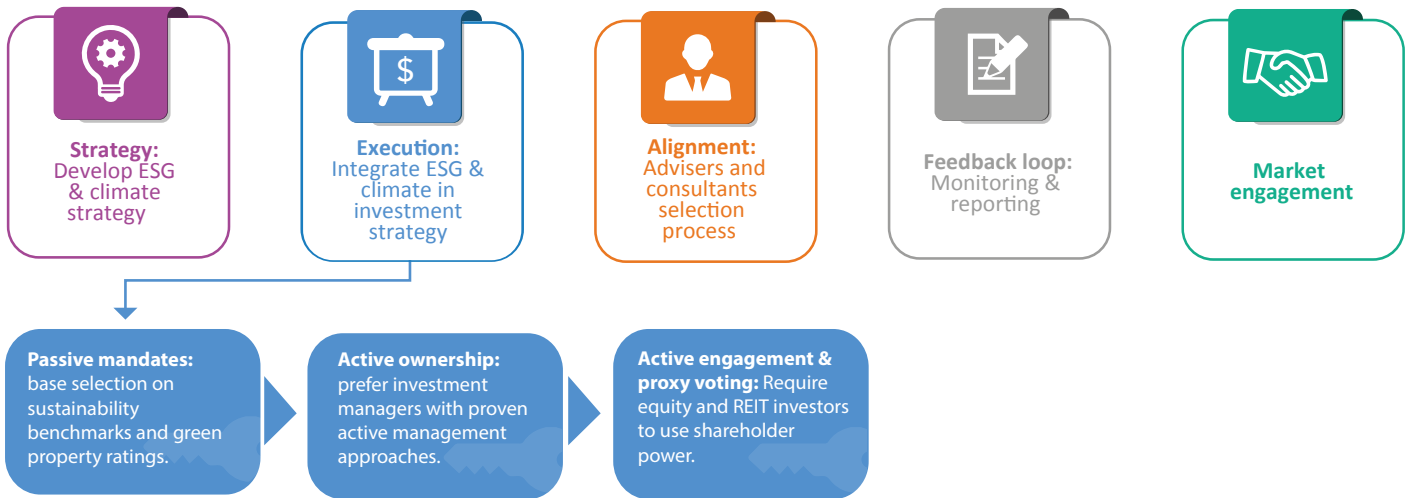 Strategy:
Develop ESG
& climate
strategy
Execution:
Integrate ESG &
climate in
investment
strategy
$
Alignment:
Advisers and
consultants
selection
process
Feedback loop:
Monitoring &
reporting
Market
engagement
Passive mandates:
base selection on
sustainability
benchmarks and green
property ratings.
Active ownership:
prefer investment
managers with proven
active management
approaches.
Active engagement &
proxy voting: Require
equity and REIT investors
to use shareholder
power.